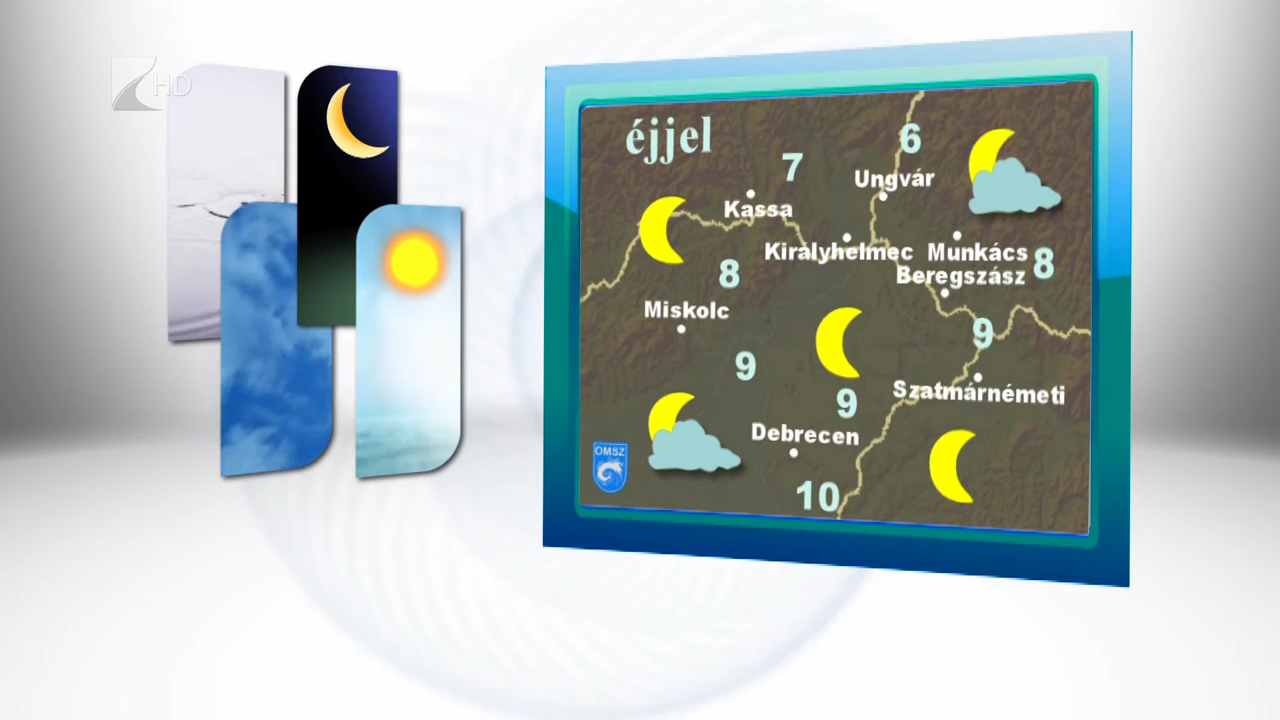 HD
éjjel
6
7
Ungvár
Kassa
Királyhelmec
Munkács
8
8
Beregszász
Miskolc
9
9
Szatmárnémeti
9
Debrecen
OMSZ
10